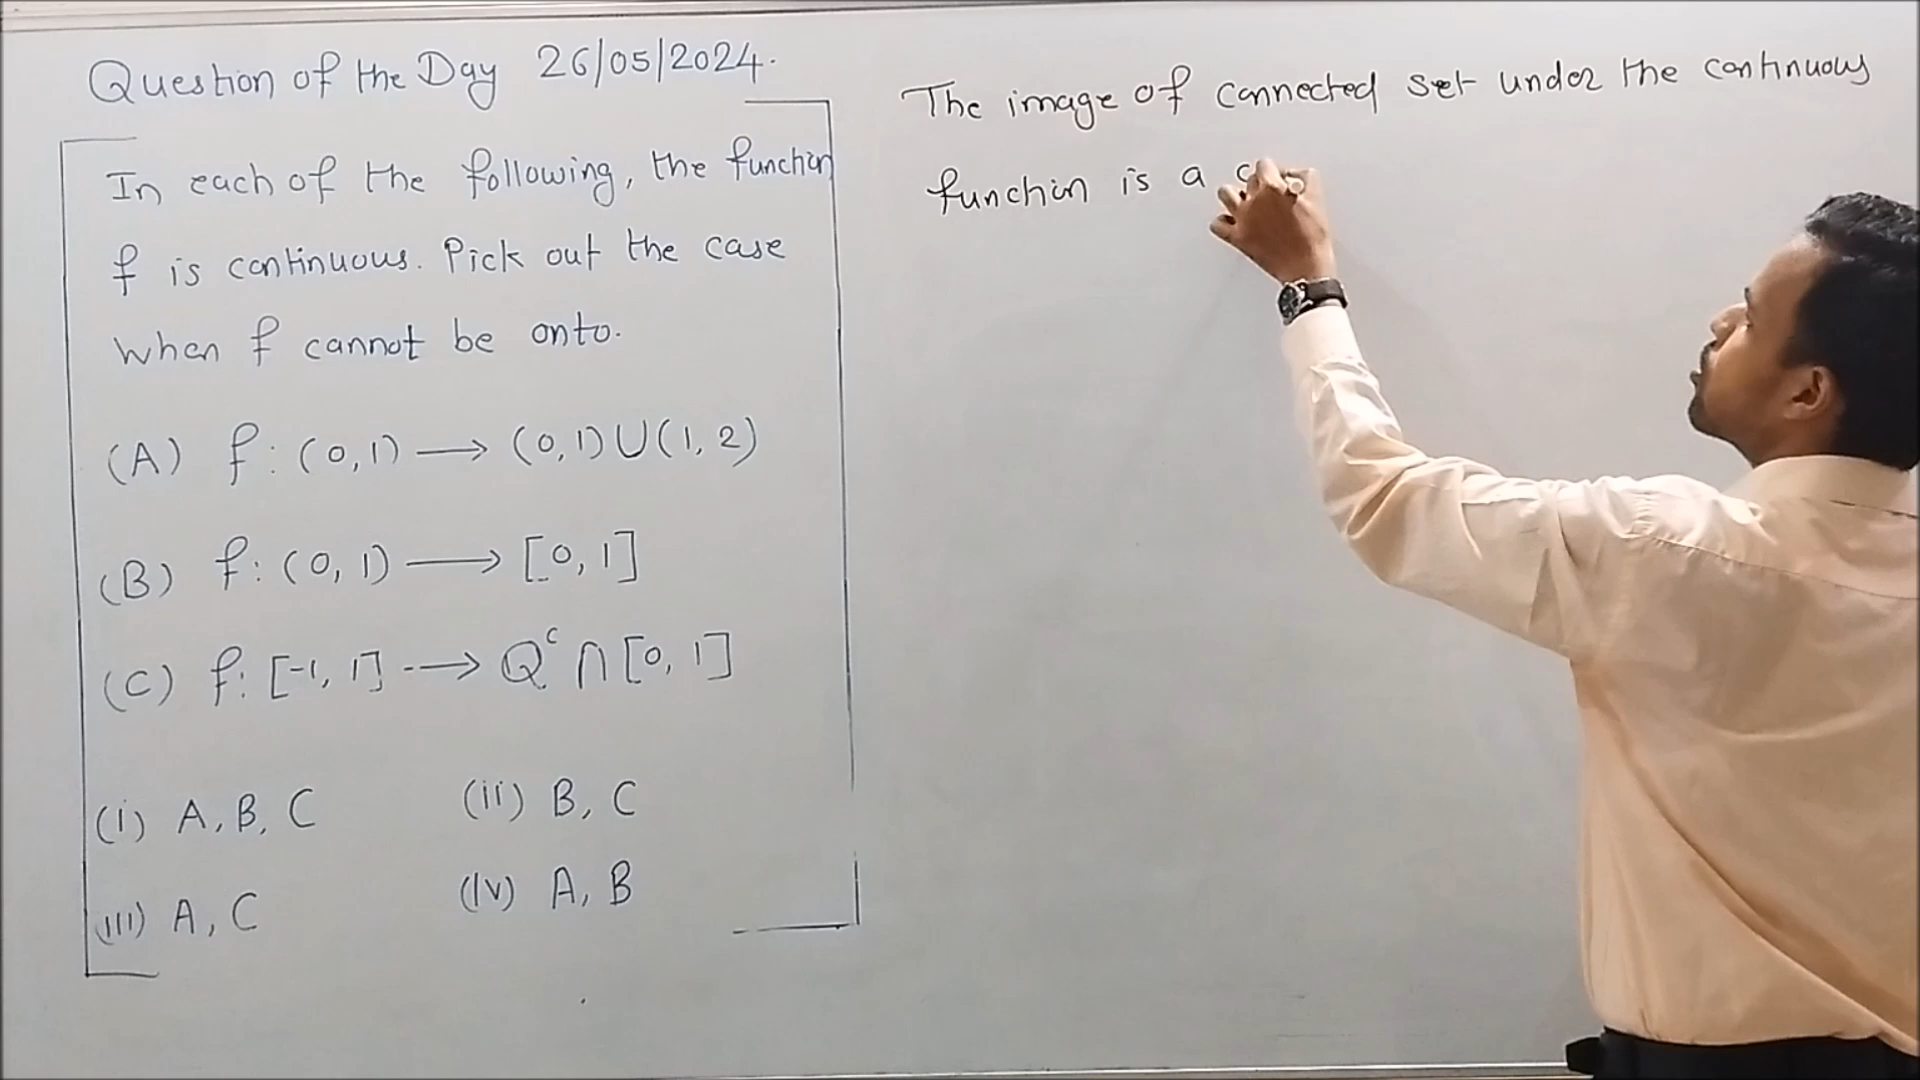 Question of the Day 26/05/2024.
In each of the following, the function
f is continuous. Pick out the case
when f cannot be onto.
(A) f : (0, 1) → (0, 1) ∪ (1, 2)
(B) f : (0, 1) → [0, 1]
(C) f : [-1, 1] → Qᶜ ∩ [0, 1]
(i) A, B, C
(ii) B, C
(iii) A, C
(iv) A, B
The image of connected set under the continuous
function is a